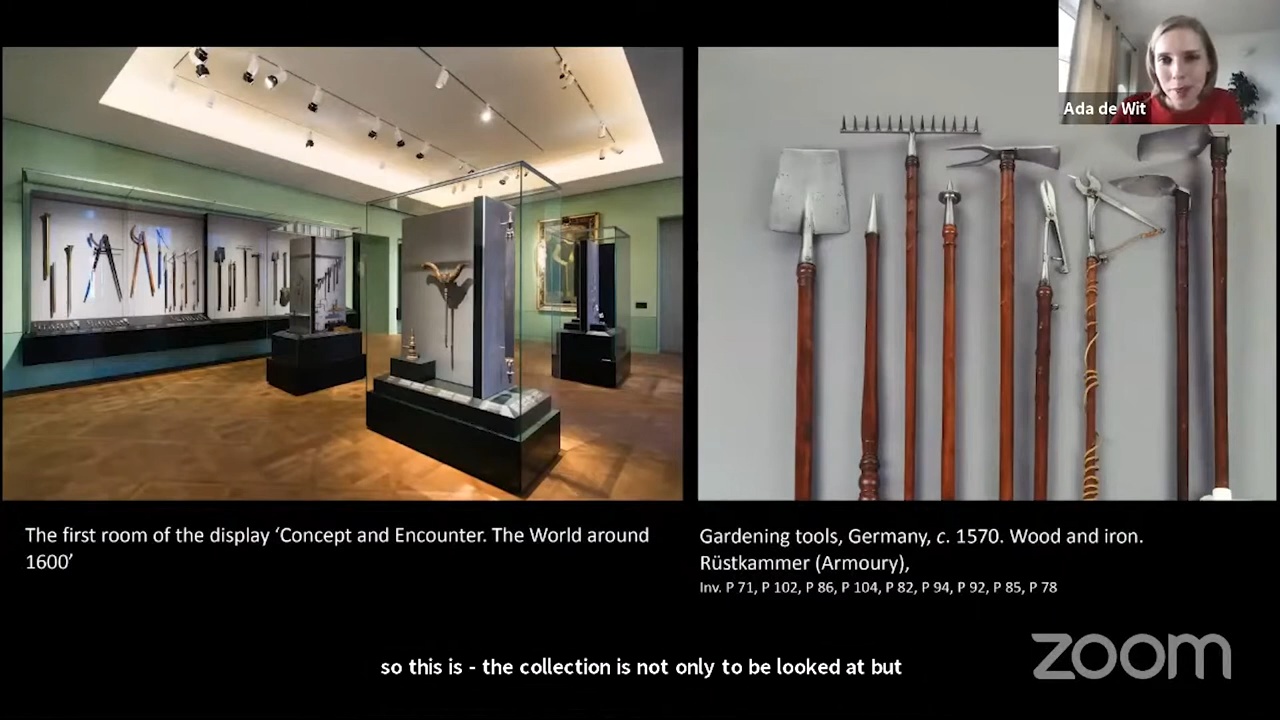 Ada de Wit
The first room of the display ‘Concept and Encounter. The World around
1600’
Gardening tools, Germany, c. 1570. Wood and iron.
Rüstkammer (Armoury),
Inv. P 71, P 102, P 86, P 104, P 82, P 94, P 92, P 85, P 78
so this is - the collection is not only to be looked at but
zoom